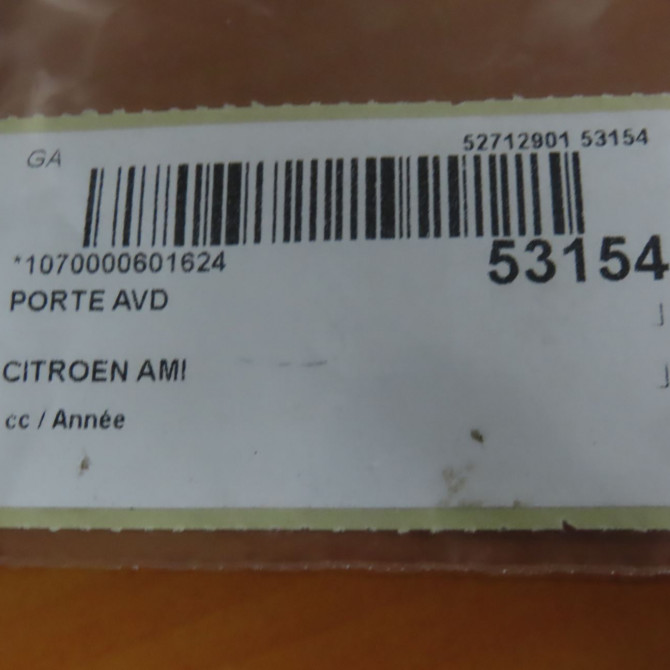 GA
52712901 53154
*1070000601624
53154
PORTE AVD
CITROEN AMI
cc / Année